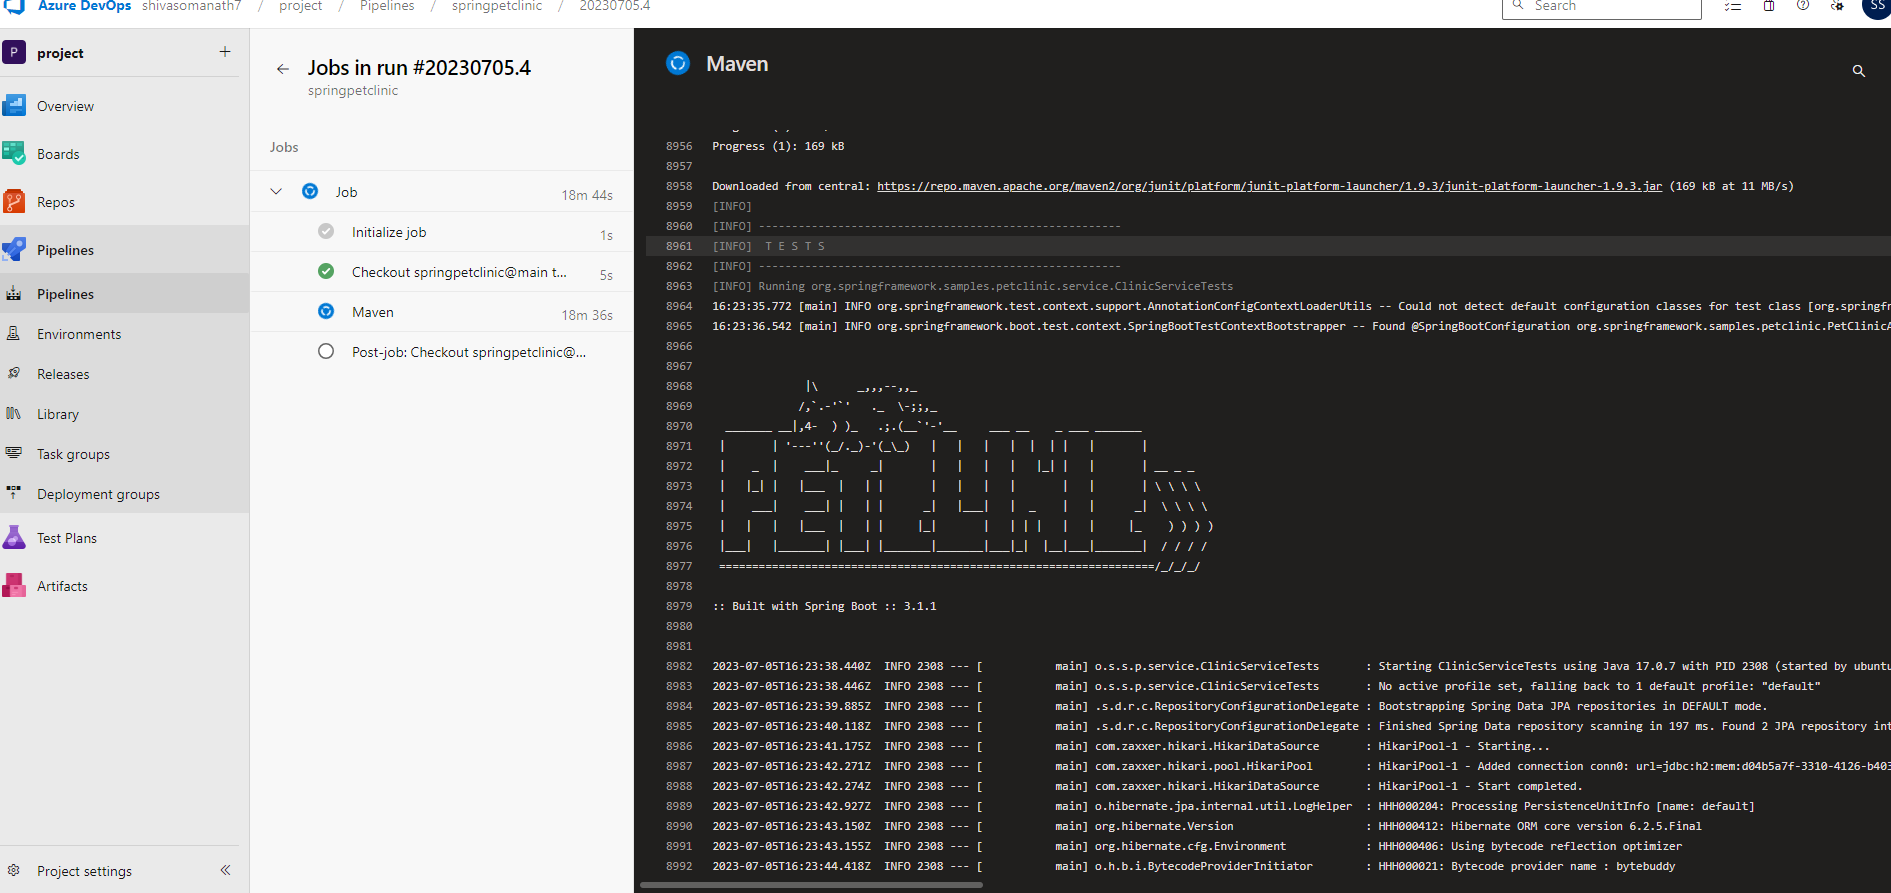 Azure DevOps shivasomanath7 / project / Pipelines / springpetclinic / 20230705.4
Search
SS
P project +
Overview
Boards
Repos
Pipelines
Pipelines
Environments
Releases
Library
Task groups
Deployment groups
Test Plans
Artifacts
Project settings
Jobs in run #20230705.4
springpetclinic
Jobs
Job 18m 44s
Initialize job 1s
Checkout springpetclinic@main t... 5s
Maven 18m 36s
Post-job: Checkout springpetclinic@...
Maven
8956 Progress (1): 169 kB
8957
8958 Downloaded from central: https://repo.maven.apache.org/maven2/org/junit/platform/junit-platform-launcher/1.9.3/junit-platform-launcher-1.9.3.jar (169 kB at 11 MB/s)
8959 [INFO]
8960 [INFO] -------------------------------------------------------
8961 [INFO]  T E S T S
8962 [INFO] -------------------------------------------------------
8963 [INFO] Running org.springframework.samples.petclinic.service.ClinicServiceTests
8964 16:23:35.772 [main] INFO org.springframework.test.context.support.AnnotationConfigContextLoaderUtils -- Could not detect default configuration classes for test class [org.springfr
8965 16:23:36.542 [main] INFO org.springframework.boot.test.context.SpringBootTestContextBootstrapper -- Found @SpringBootConfiguration org.springframework.samples.petclinic.PetClinicA
8966
8967
8968              |\      _,,,--,,_
8969             /,`.-'`'   ._  \-;;,_
8970  _______ __|,4-  ) )_   .;.(__`'-'__     ___ __    _ ___ _______
8971 |       | '---''(_/._)-'(_\_)   |   |   |   |  |  | |   |       |
8972 |    _  |    ___|_     _|       |   |   |   |   |_| |   |       | __ _ _
8973 |   |_| |   |___  |   | |       |   |   |   |       |   |       | \ \ \ \
8974 |    ___|    ___| |   | |      _|   |___|   |  _    |   |      _|  \ \ \ \
8975 |   |   |   |___  |   | |     |_|       |   | | |   |   |     |_    ) ) ) )
8976 |___|   |_______| |___| |_______|_______|___|_|  |__|___|_______|  / / / /
8977 ==================================================================/_/_/_/
8978
8979 :: Built with Spring Boot :: 3.1.1
8980
8981
8982 2023-07-05T16:23:38.440Z  INFO 2308 --- [           main] o.s.s.p.service.ClinicServiceTests       : Starting ClinicServiceTests using Java 17.0.7 with PID 2308 (started by ubuntu
8983 2023-07-05T16:23:38.446Z  INFO 2308 --- [           main] o.s.s.p.service.ClinicServiceTests       : No active profile set, falling back to 1 default profile: "default"
8984 2023-07-05T16:23:39.885Z  INFO 2308 --- [           main] .s.d.r.c.RepositoryConfigurationDelegate : Bootstrapping Spring Data JPA repositories in DEFAULT mode.
8985 2023-07-05T16:23:40.118Z  INFO 2308 --- [           main] .s.d.r.c.RepositoryConfigurationDelegate : Finished Spring Data repository scanning in 197 ms. Found 2 JPA repository int
8986 2023-07-05T16:23:41.175Z  INFO 2308 --- [           main] com.zaxxer.hikari.HikariDataSource       : HikariPool-1 - Starting...
8987 2023-07-05T16:23:42.271Z  INFO 2308 --- [           main] com.zaxxer.hikari.pool.HikariPool        : HikariPool-1 - Added connection conn0: url=jdbc:h2:mem:d04b5a7f-3310-4126-b403
8988 2023-07-05T16:23:42.274Z  INFO 2308 --- [           main] com.zaxxer.hikari.HikariDataSource       : HikariPool-1 - Start completed.
8989 2023-07-05T16:23:42.927Z  INFO 2308 --- [           main] o.hibernate.jpa.internal.util.LogHelper  : HHH000204: Processing PersistenceUnitInfo [name: default]
8990 2023-07-05T16:23:43.150Z  INFO 2308 --- [           main] org.hibernate.Version                    : HHH000412: Hibernate ORM core version 6.2.5.Final
8991 2023-07-05T16:23:43.155Z  INFO 2308 --- [           main] org.hibernate.cfg.Environment            : HHH000406: Using bytecode reflection optimizer
8992 2023-07-05T16:23:44.418Z  INFO 2308 --- [           main] o.h.b.i.BytecodeProviderInitiator        : HHH000021: Bytecode provider name : bytebuddy